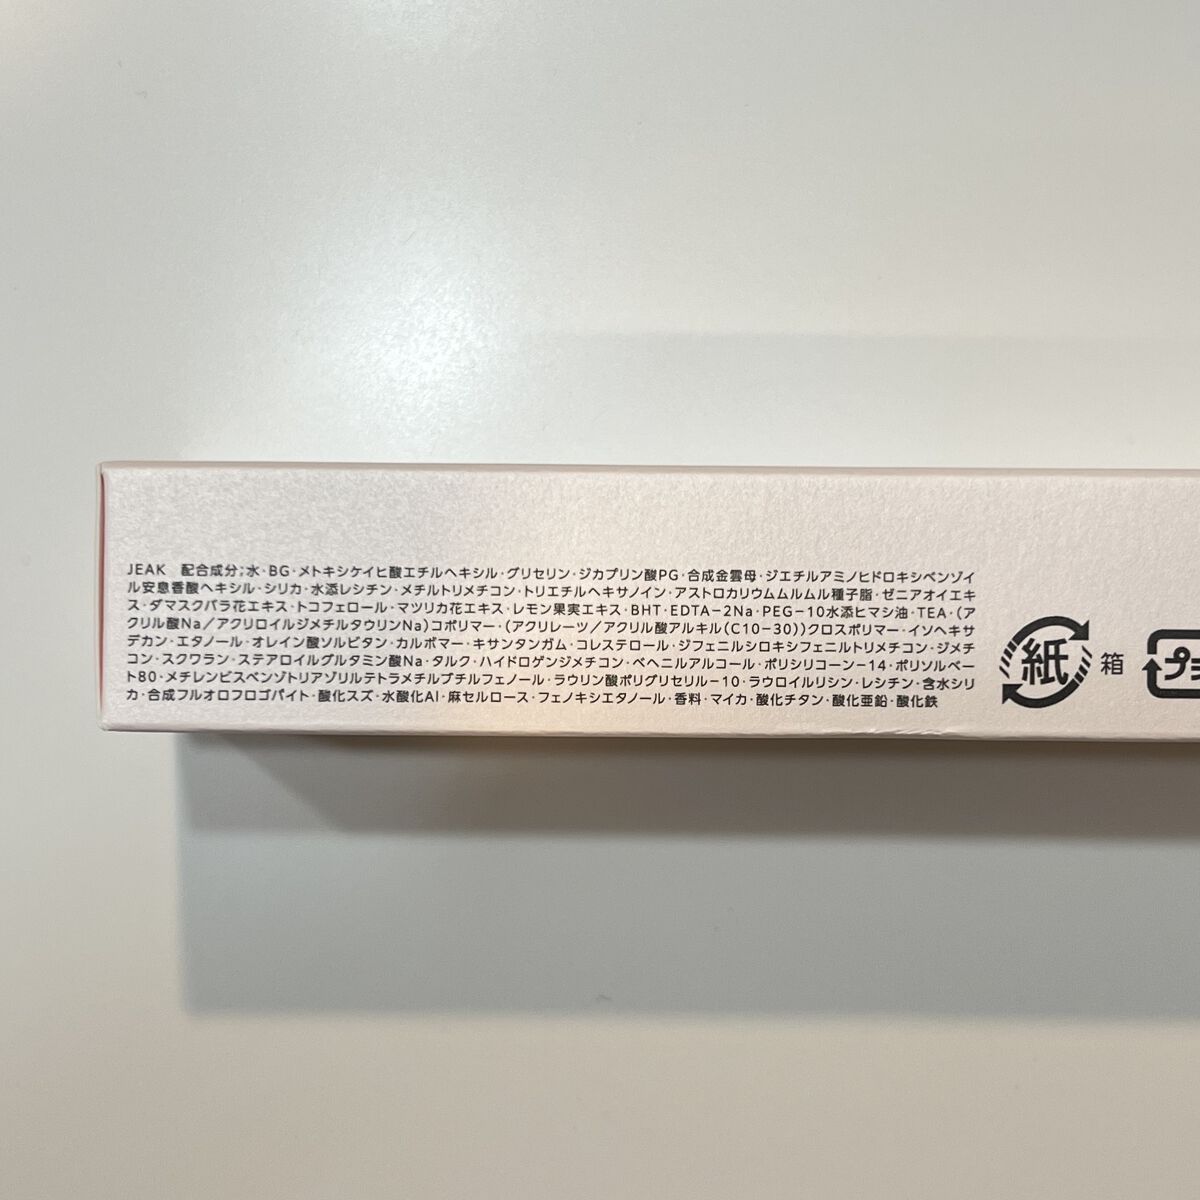 JEAK 配合成分;水・BG・メトキシケイヒ酸エチルヘキシル・グリセリン・ジカプリン酸PG・合成金雲母・ジエチルアミノヒドロキシベンゾイ
ル安息香酸ヘキシル・シリカ・水添レシチン・メチルトリメチコン・トリエチルヘキサノイン・アストロカリウムムルムル種子脂・ゼニアオイエキ
ス・ダマスクバラ花エキス・トコフェロール・マツリカ花エキス・レモン果実エキス・BHT・EDTA-2Na・PEG-10水添ヒマシ油・TEA・(ア
クリル酸Na/アクリロイルジメチルタウリンNa)コポリマー・(アクリレーツ/アクリル酸アルキル(C10-30))クロスポリマー・イソヘキサ
デカン・エタノール・オレイン酸ソルビタン・カルボマー・キサンタンガム・コレステロール・ジフェニルシロキシフェニルトリメチコン・ジメチ
コン・スクワラン・ステアロイルグルタミン酸Na・タルク・ハイドロゲンジメチコン・ベヘニルアルコール・ポリシリコーン-14・ポリソルベー
ト80・メチレンビスベンゾトリアゾリルテトラメチルブチルフェノール・ラウリン酸ポリグリセリル-10・ラウロイルリシン・レシチン・含水シリ
カ・合成フルオロフロゴパイト・酸化スズ・水酸化Al・麻セルロース・フェノキシエタノール・香料・マイカ・酸化チタン・酸化亜鉛・酸化鉄
紙 箱
プラ